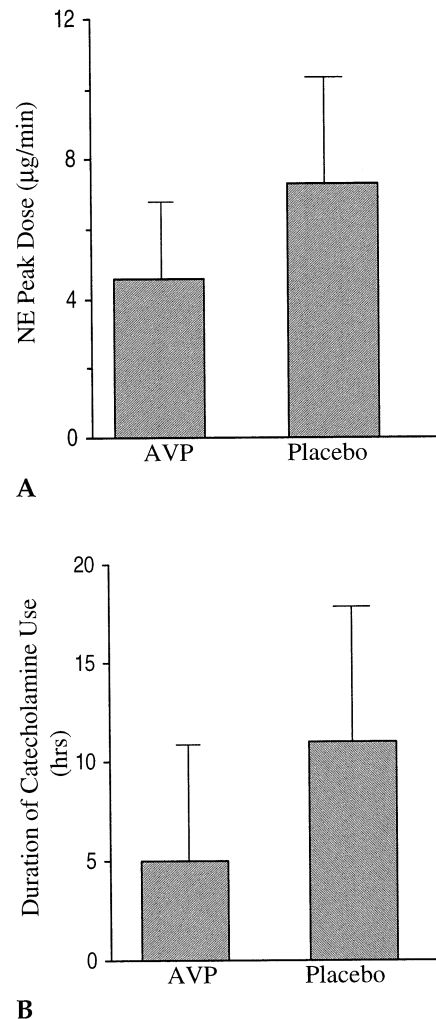 12
8
4
0
NE Peak Dose (µg/min)
AVP
Placebo
A
20
15
10
5
0
Duration of Catecholamine Use
(hrs)
AVP
Placebo
B